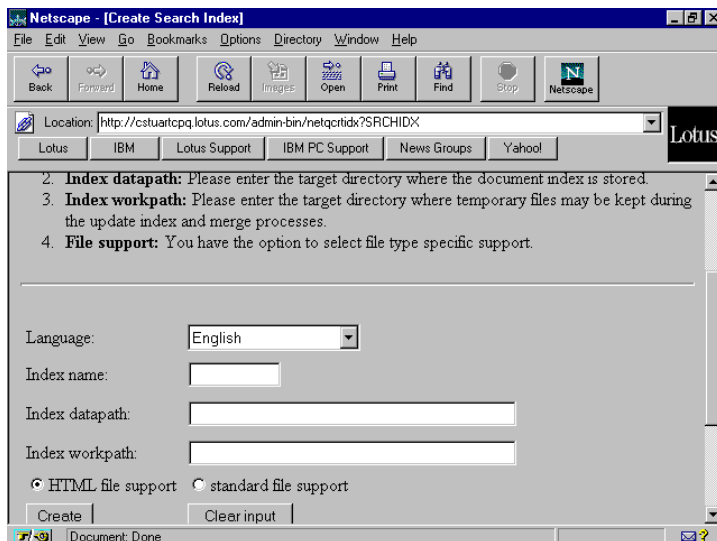 Netscape - [Create Search Index]
File Edit View Go Bookmarks Options Directory Window Help
Back Forward Home Reload Images Open Print Find Stop Netscape
N
Location: http://cstuartcpq.lotus.com/admin-bin/netqcrtidx?SRCHIDX
Lotus
Lotus IBM Lotus Support IBM PC Support News Groups Yahoo!
2. Index datapath: Please enter the target directory where the document index is stored.
3. Index workpath: Please enter the target directory where temporary files may be kept during
the update index and merge processes.
4. File support: You have the option to select file type specific support.
Language: English
Index name:
Index datapath:
Index workpath:
HTML file support standard file support
Create Clear input
Document: Done